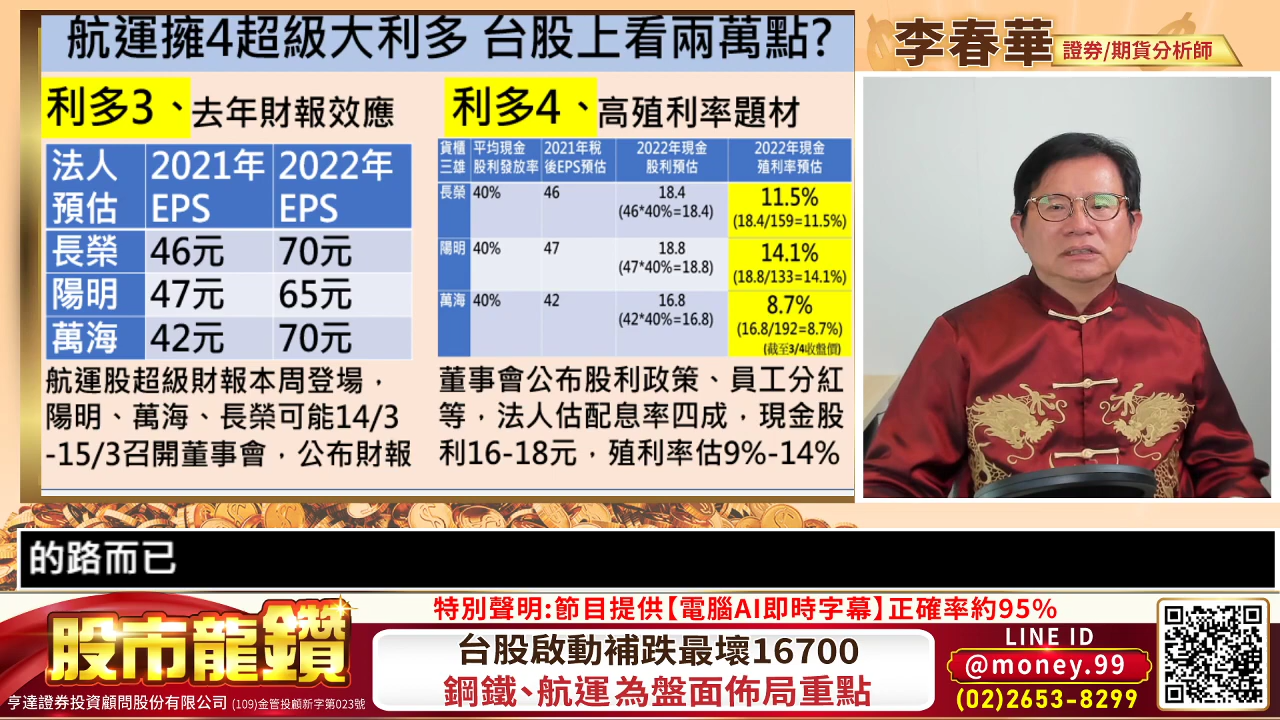 航運擁4超級大利多 台股上看兩萬點?
李春華
證券/期貨分析師
利多3、去年財報效應
法人預估 2021年EPS 2022年EPS
長榮 46元 70元
陽明 47元 65元
萬海 42元 70元
航運股超級財報本周登場，
陽明、萬海、長榮可能14/3
-15/3召開董事會，公布財報
利多4、高殖利率題材
貨櫃三雄 平均現金股利發放率 2021年稅後EPS預估 2022年現金股利預估 2022年現金殖利率預估
長榮 40% 46 18.4 (46*40%=18.4) 11.5% (18.4/159=11.5%)
陽明 40% 47 18.8 (47*40%=18.8) 14.1% (18.8/133=14.1%)
萬海 40% 42 16.8 (42*40%=16.8) 8.7% (16.8/192=8.7%)
(截至3/4收盤價)
董事會公布股利政策、員工分紅
等，法人估配息率四成，現金股
利16-18元，殖利率估9%-14%
的路而已
股市龍鑽
亨達證券投資顧問股份有限公司 (109)金管投顧新字第023號
特別聲明:節目提供【電腦AI即時字幕】正確率約95%
台股啟動補跌最壞16700
鋼鐵、航運為盤面佈局重點
LINE ID
@money.99
(02)2653-8299